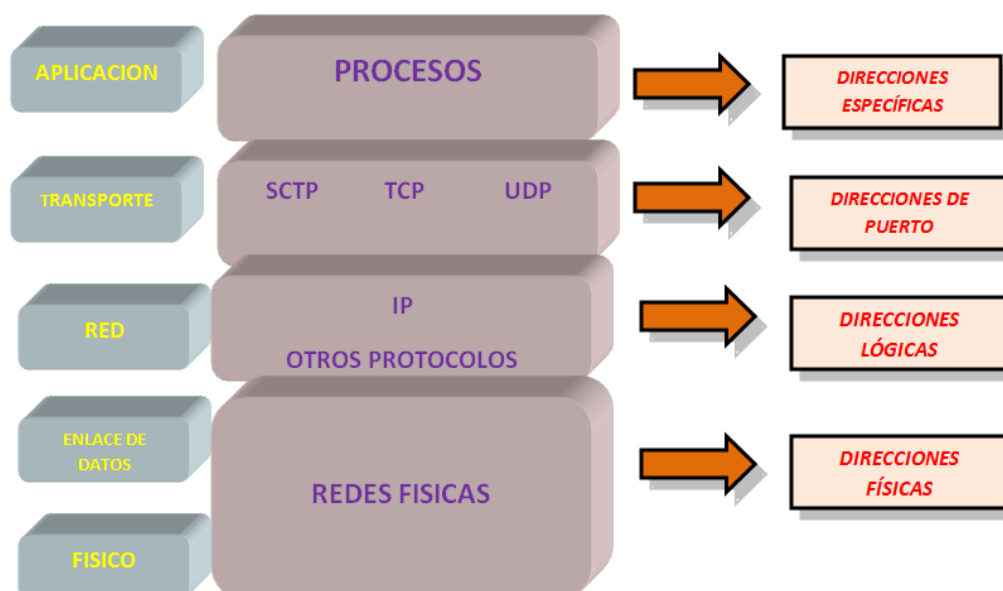 APLICACION
PROCESOS
DIRECIONES
ESPECÍFICAS
TRANSPORTE
SCTP TCP UDP
DIRECCIONES DE
PUERTO
RED
IP
OTROS PROTOCOLOS
DIRECCIONES
LÓGICAS
ENLACE DE
DATOS
REDES FISICAS
DIRECCIONES
FÍSICAS
FISICO